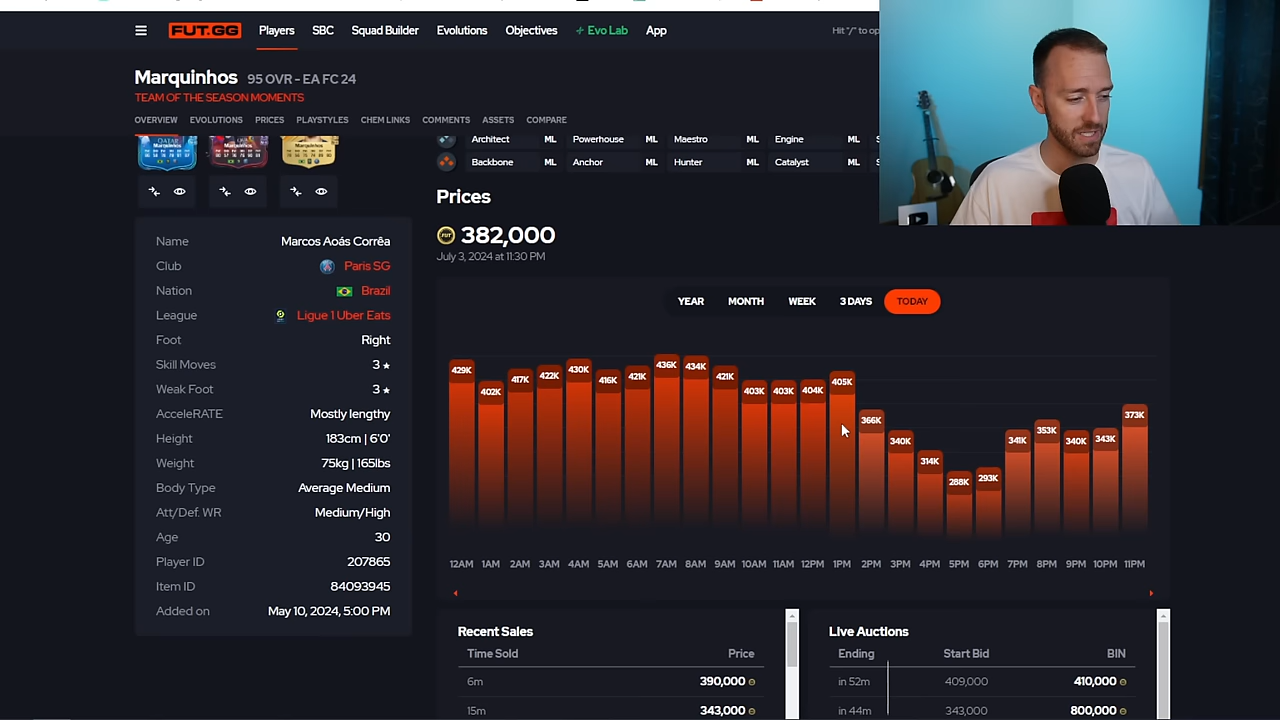 FUT.GG
Players
SBC
Squad Builder
Evolutions
Objectives
+ Evo Lab
App
Hit "/" to op
Marquinhos 95 OVR - EA FC 24
TEAM OF THE SEASON MOMENTS
OVERVIEW
EVOLUTIONS
PRICES
PLAYSTYLES
CHEM LINKS
COMMENTS
ASSETS
COMPARE
Marquinhos
Marquinhos
Marquinhos
Architect ML Powerhouse ML Maestro ML Engine ML S
Backbone ML Anchor ML Hunter ML Catalyst ML S
Name Marcos Aoás Corrêa
Club Paris SG
Nation Brazil
League Ligue 1 Uber Eats
Foot Right
Skill Moves 3 ★
Weak Foot 3 ★
AcceleRATE Mostly lengthy
Height 183cm | 6'0'
Weight 75kg | 165lbs
Body Type Average Medium
Att/Def. WR Medium/High
Age 30
Player ID 207865
Item ID 84093945
Added on May 10, 2024, 5:00 PM
Prices
382,000
July 3, 2024 at 11:30 PM
YEAR MONTH WEEK 3 DAYS TODAY
429K 402K 417K 422K 430K 416K 421K 436K 434K 421K 403K 403K 404K 405K 366K 340K 314K 288K 293K 341K 353K 340K 343K 373K
12AM 1AM 2AM 3AM 4AM 5AM 6AM 7AM 8AM 9AM 10AM 11AM 12PM 1PM 2PM 3PM 4PM 5PM 6PM 7PM 8PM 9PM 10PM 11PM
Recent Sales
Time Sold Price
6m 390,000
15m 343,000
Live Auctions
Ending Start Bid BIN
in 52m 409,000 410,000
in 44m 343,000 800,000